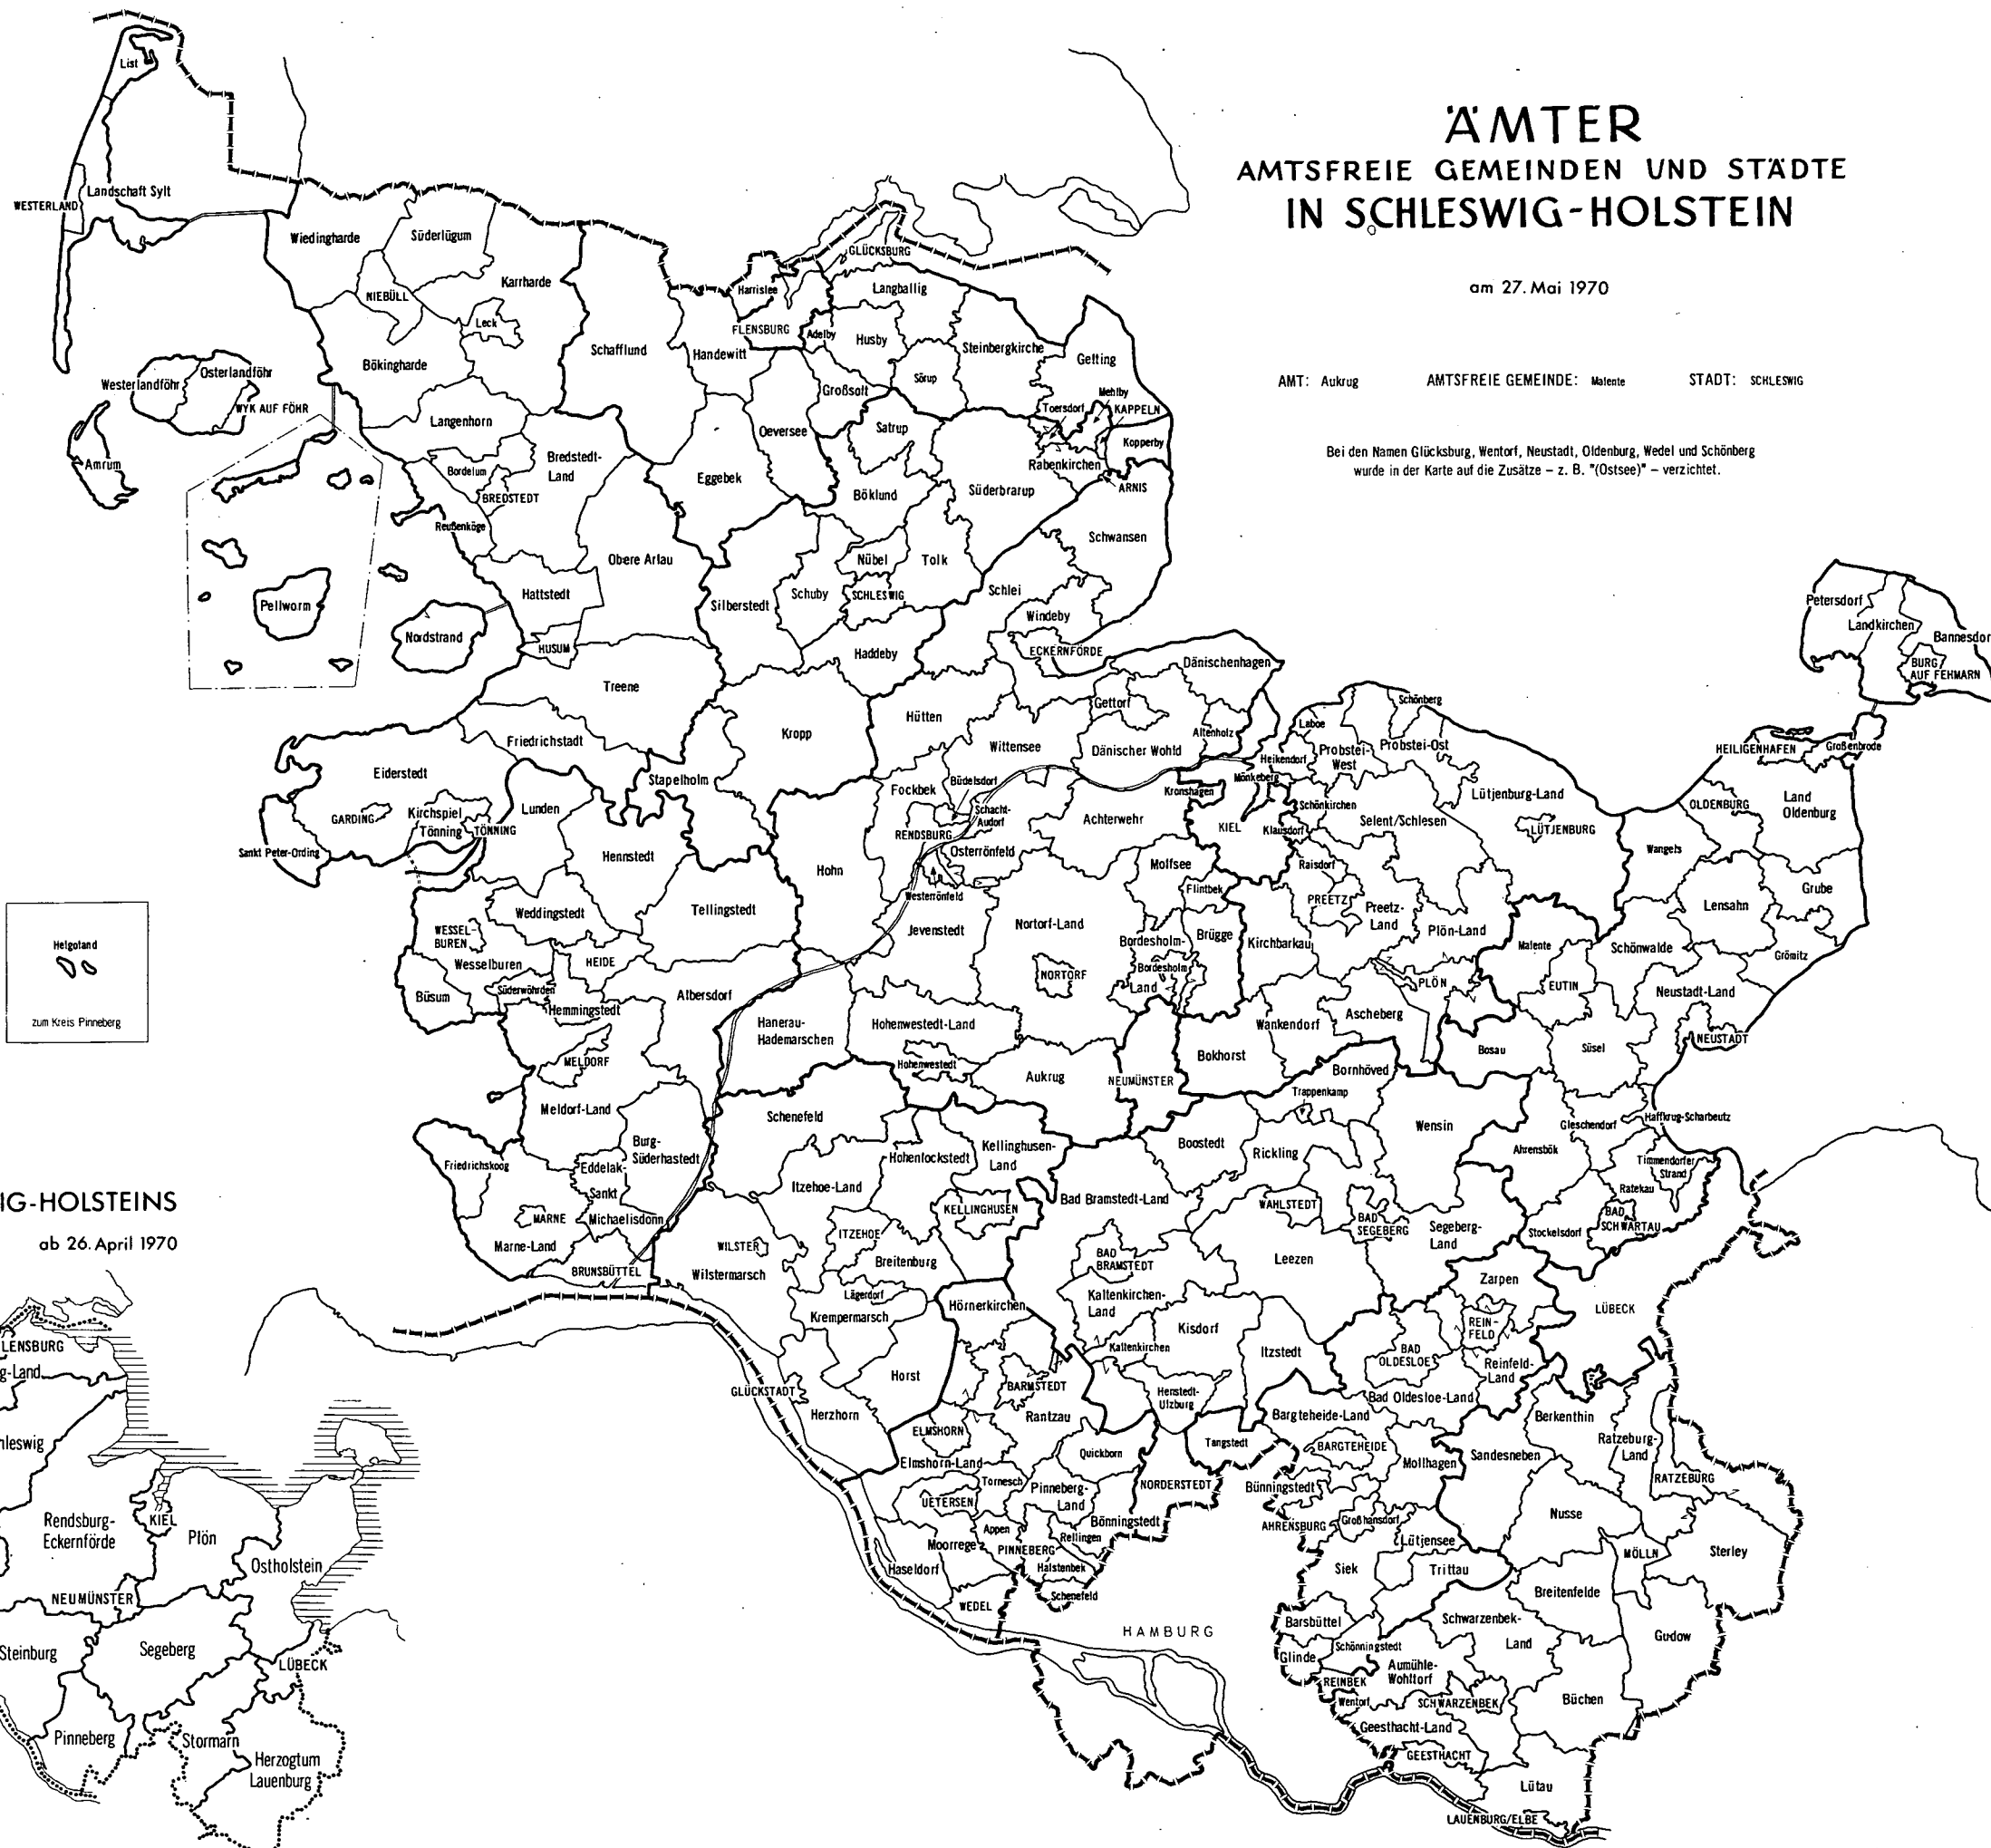 ÄMTER
AMTSFREIE GEMEINDEN UND STÄDTE
IN SCHLESWIG-HOLSTEIN
am 27. Mai 1970
AMT: Aukrug AMTSFREIE GEMEINDE: Malente STADT: SCHLESWIG
Bei den Namen Glücksburg, Wentorf, Neustadt, Oldenburg, Wedel und Schönberg
wurde in der Karte auf die Zusätze – z. B. "(Ostsee)" – verzichtet.
List
Landschaft Sylt
WESTERLAND
Wiedingharde
Süderlügum
Karrharde
NIEBÜLL
Leck
Bökingharde
Westerlandföhr
Osterlandföhr
WYK AUF FÖHR
Amrum
Langenhorn
Bordelum
BREDSTEDT
Bredstedt-
Land
Reußenköge
Hattstedt
Obere Arlau
Pellworm
Nordstrand
HUSUM
Treene
Friedrichstadt
Eiderstedt
GARDING
Kirchspiel
Tönning
TÖNNING
Sankt Peter-Ording
Schafflund
Handewitt
Harrislee
FLENSBURG
GLÜCKSBURG
Langballig
Adelby
Husby
Steinbergkirche
Gelting
Sörup
Großsolt
Oeversee
Eggebek
Satrup
Mehlby
Toersdorf
KAPPELN
Kopperby
Rabenkirchen
ARNIS
Böklund
Süderbrarup
Schwansen
Nübel
Tolk
Schuby
SCHLESWIG
Silberstedt
Schlei
Windeby
ECKERNFÖRDE
Haddeby
Kropp
Stapelholm
Hütten
Dänischenhagen
Gettorf
Wittensee
Dänischer Wohld
Altenholz
Fockbek
Büdelsdorf
Schacht-
Audorf
RENDSBURG
Osterrönfeld
Westerrönfeld
Achterwehr
Kronshagen
Hohn
Jevenstedt
Nortorf-Land
NORTORF
Molfsee
Flintbek
Bordesholm-
Land
Bordesholm
Brügge
Hanerau-
Hademarschen
Hohenwestedt-Land
Hohenwestedt
Aukrug
NEUMÜNSTER
KIEL
Laboe
Heikendorf
Mönkeberg
Schönkirchen
Klausdorf
Raisdorf
Schönberg
Probstei-
West
Probstei-Ost
Selent/Schlesen
Lütjenburg-Land
LÜTJENBURG
PREETZ
Preetz-
Land
Plön-Land
PLÖN
Kirchbarkau
Wankendorf
Ascheberg
Bokhorst
Petersdorf
Landkirchen
Bannesdor
BURG
AUF FEHMARN
HEILIGENHAFEN
Großenbrode
OLDENBURG
Land
Oldenburg
Wangels
Lensahn
Grube
Grömitz
Schönwalde
Malente
EUTIN
Neustadt-Land
NEUSTADT
Süsel
Bosau
Haffkrug-Scharbeutz
Gleschendorf
Ahrensbök
Timmendorfer
Strand
Ratekau
BAD
SCHWARTAU
Stockelsdorf
LÜBECK
Lunden
Hennstedt
Tellingstedt
Weddingstedt
WESSEL-
BUREN
Wesselburen
HEIDE
Büsum
Süderwöhrden
Hemmingstedt
Albersdorf
MELDORF
Meldorf-Land
Burg-
Süderhastedt
Eddelak-
Sankt
Michaelisdonn
Friedrichskoog
MARNE
Marne-Land
BRUNSBÜTTEL
Helgoland
zum Kreis Pinneberg
Schenefeld
Hohenlockstedt
Kellinghusen-
Land
KELLINGHUSEN
Itzehoe-Land
ITZEHOE
WILSTER
Wilstermarsch
Breitenburg
Lägerdorf
Krempermarsch
Horst
GLÜCKSTADT
Herzhorn
Bornhöved
Trappenkamp
Boostedt
Rickling
Wensin
Bad Bramstedt-Land
WAHLSTEDT
BAD
SEGEBERG
Segeberg-
Land
BAD
BRAMSTEDT
Leezen
Kaltenkirchen-
Land
Kaltenkirchen
Kisdorf
Itzstedt
Henstedt-
Ulzburg
NORDERSTEDT
Hörnerkirchen
BARMSTEDT
Rantzau
ELMSHORN
Elmshorn-Land
Quickborn
Tornesch
Pinneberg-
Land
UETERSEN
Bönningstedt
Appen
Moorrege
PINNEBERG
Rellingen
Haseldorf
Halstenbek
Schenefeld
WEDEL
HAMBURG
Zarpen
REIN-
FELD
Reinfeld-
Land
BAD
OLDESLOE
Bad Oldesloe-Land
Bargteheide-Land
Tangstedt
BARGTEHEIDE
Mollhagen
Bünningstedt
AHRENSBURG
Großhansdorf
Lütjensee
Siek
Trittau
Barsbüttel
Glinde
Schönningstedt
REINBEK
Wentorf
Berkenthin
Ratzeburg-
Land
RATZEBURG
Sandesneben
Nusse
MÖLLN
Sterley
Breitenfelde
Schwarzenbek-
Land
Gudow
Aumühle-
Wohltorf
SCHWARZENBEK
Büchen
Geesthacht-Land
GEESTHACHT
Lütau
LAUENBURG/ELBE
IG-HOLSTEINS
ab 26. April 1970
LENSBURG
g-Land
hleswig
Rendsburg-
Eckernförde
KIEL
Plön
Ostholstein
NEUMÜNSTER
Steinburg
Segeberg
LÜBECK
Pinneberg
Stormarn
Herzogtum
Lauenburg